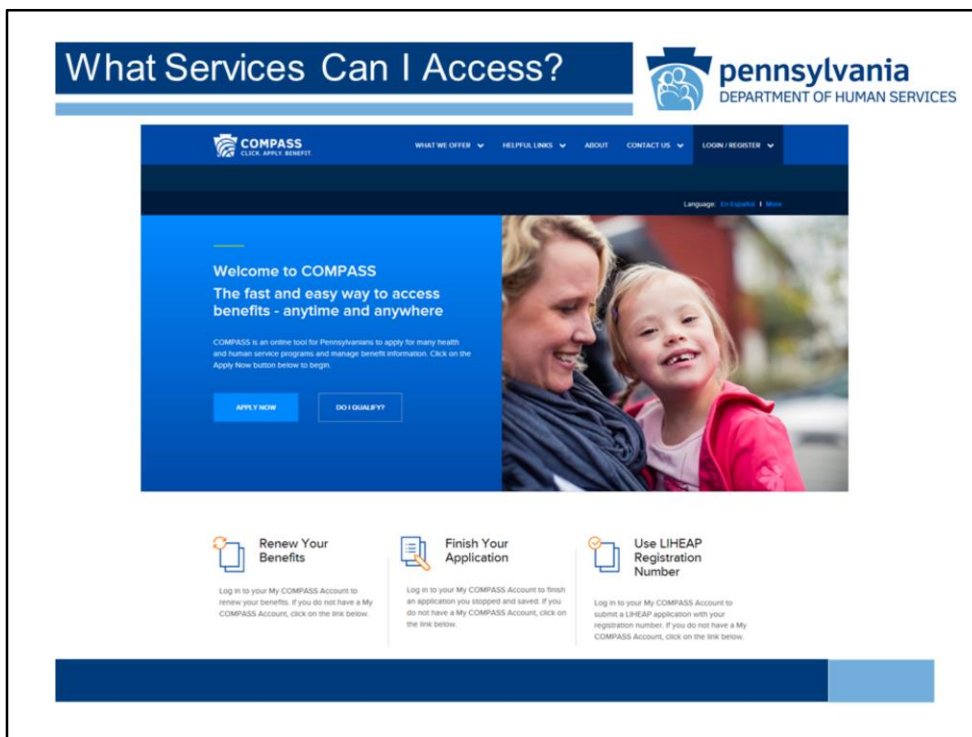 What Services Can I Access?
pennsylvania
DEPARTMENT OF HUMAN SERVICES
COMPASS
CLICK. APPLY. BENEFIT.
WHAT WE OFFER
HELPFUL LINKS
ABOUT
CONTACT US
LOGIN / REGISTER
Language: En Español | More
Welcome to COMPASS
The fast and easy way to access
benefits - anytime and anywhere
COMPASS is an online tool for Pennsylvanians to apply for many health
and human service programs and manage benefit information. Click on the
Apply Now button below to begin.
APPLY NOW
DO I QUALIFY?
Renew Your
Benefits
Log in to your My COMPASS Account to
renew your benefits. If you do not have a My
COMPASS Account, click on the link below.
Finish Your
Application
Log in to your My COMPASS Account to finish
an application you stopped and saved. If you
do not have a My COMPASS Account, click on
the link below.
Use LIHEAP
Registration
Number
Log in to your My COMPASS Account to
submit a LIHEAP application with your
registration number. If you do not have a My
COMPASS Account, click on the link below.